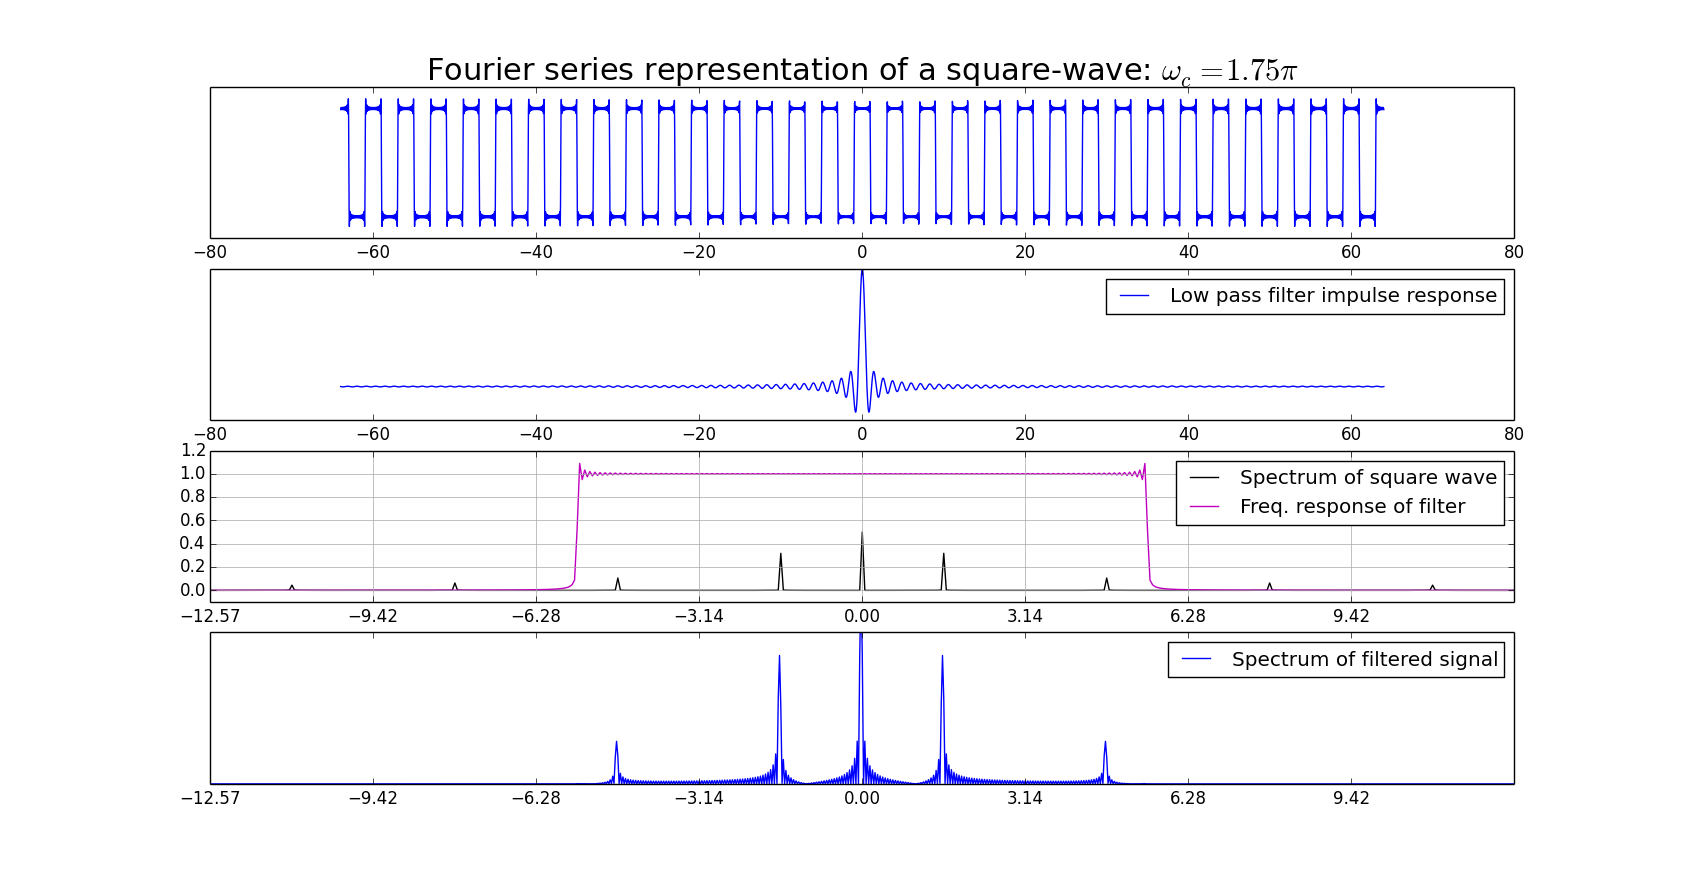 Fourier series representation of a square-wave: ω_c = 1.75π
−80 −60 −40 −20 0 20 40 60 80
Low pass filter impulse response
−80 −60 −40 −20 0 20 40 60 80
1.2
1.0
0.8
0.6
0.4
0.2
0.0
Spectrum of square wave
Freq. response of filter
−12.57 −9.42 −6.28 −3.14 0.00 3.14 6.28 9.42
Spectrum of filtered signal
−12.57 −9.42 −6.28 −3.14 0.00 3.14 6.28 9.42